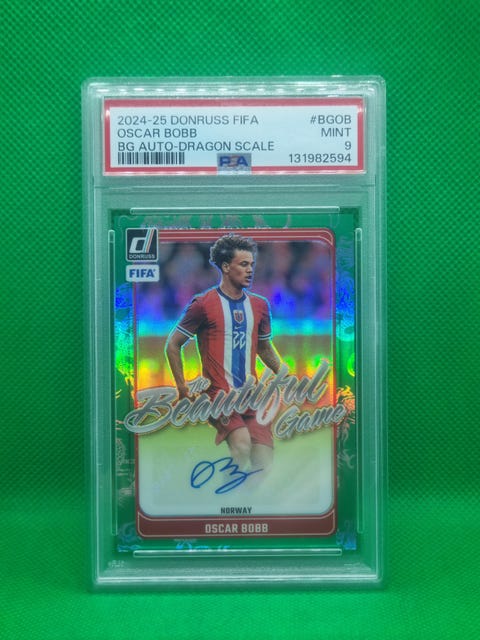 2024-25 DONRUSS FIFA #BGOB
OSCAR BOBB MINT
BG AUTO-DRAGON SCALE 9
PSA 131982594
d
DONRUSS
FIFA
22
The
Beautiful
Game
NORWAY
OSCAR BOBB